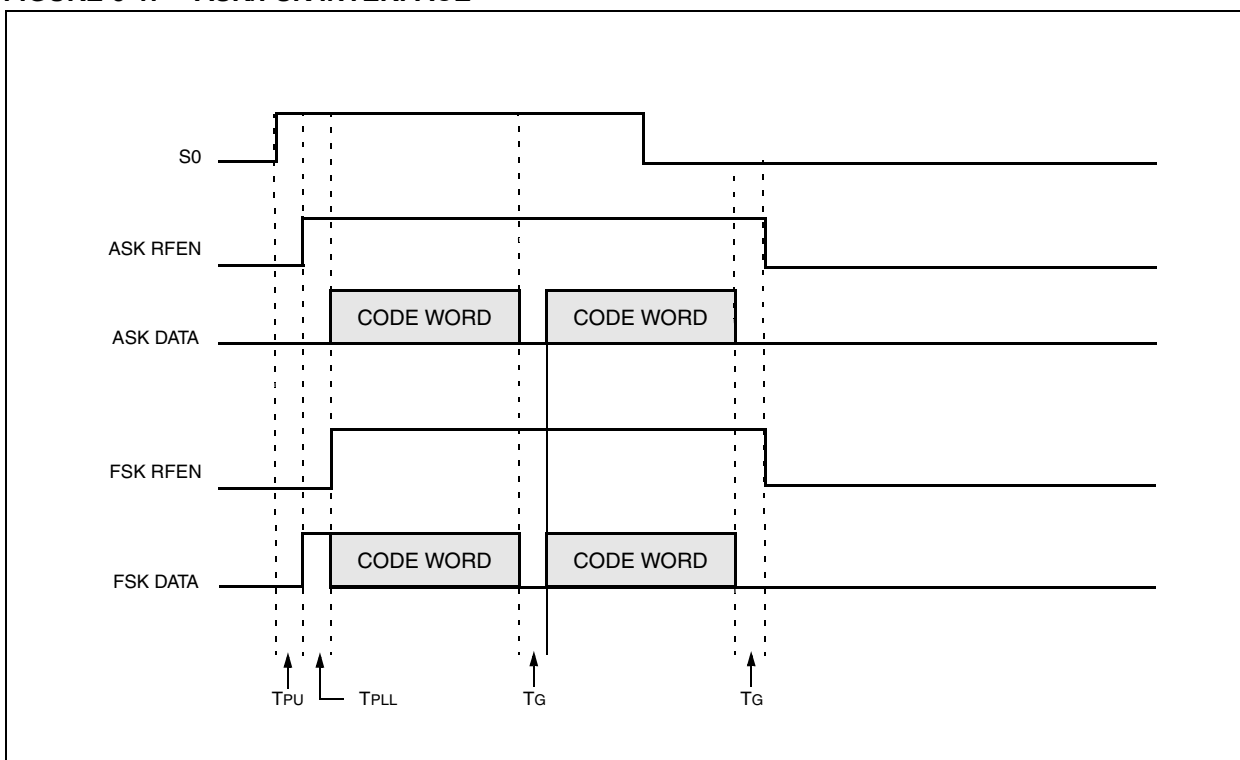 S0
ASK RFEN
CODE WORD CODE WORD
ASK DATA
FSK RFEN
CODE WORD CODE WORD
FSK DATA
TPU TPLL TG TG